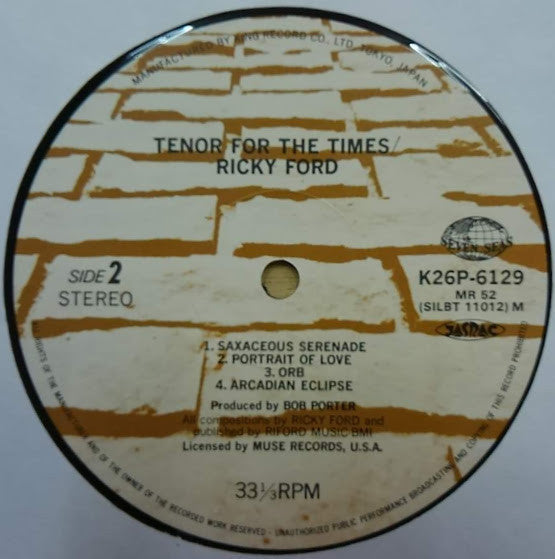 MANUFACTURED BY KING RECORD CO., LTD, TOKYO, JAPAN
TENOR FOR THE TIMES/
RICKY FORD
SEVEN SEAS
SIDE 2
STEREO
K26P-6129
MR 52
(SILBT 11012) M
JASRAC
1. SAXACEOUS SERENADE
2. PORTRAIT OF LOVE
3. ORB
4. ARCADIAN ECLIPSE
Produced by BOB PORTER
All compositions by RICKY FORD and
published by RIFORD MUSIC BMI
Licensed by MUSE RECORDS, U.S.A.
33⅓RPM
ALL RIGHTS OF THE MANUFACTURER AND OF THE OWNER OF THE RECORDED WORK RESERVED - UNAUTHORIZED PUBLIC PERFORMANCE BROADCASTING AND COPYING OF THIS RECORD PROHIBITED